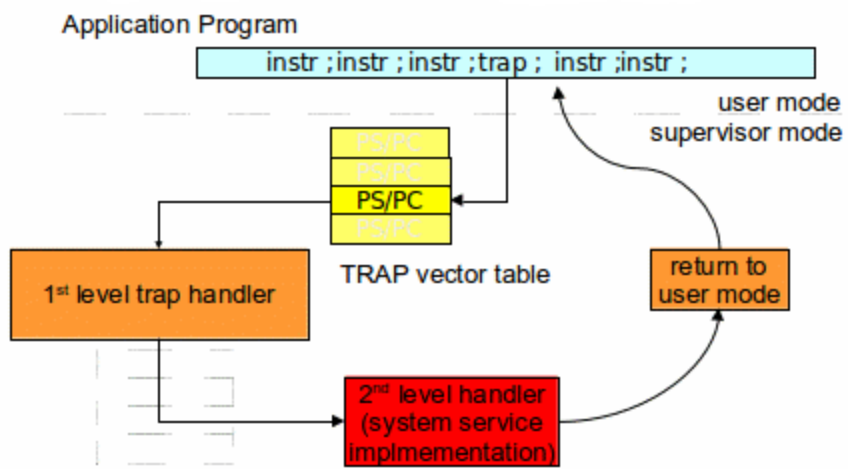 Application Program
instr ;instr ; instr ;trap ; instr ;instr ;
user mode
supervisor mode
PS/PC
PS/PC
PS/PC
PS/PC
TRAP vector table
1st level trap handler
return to
user mode
2nd level handler
(system service
implmementation)